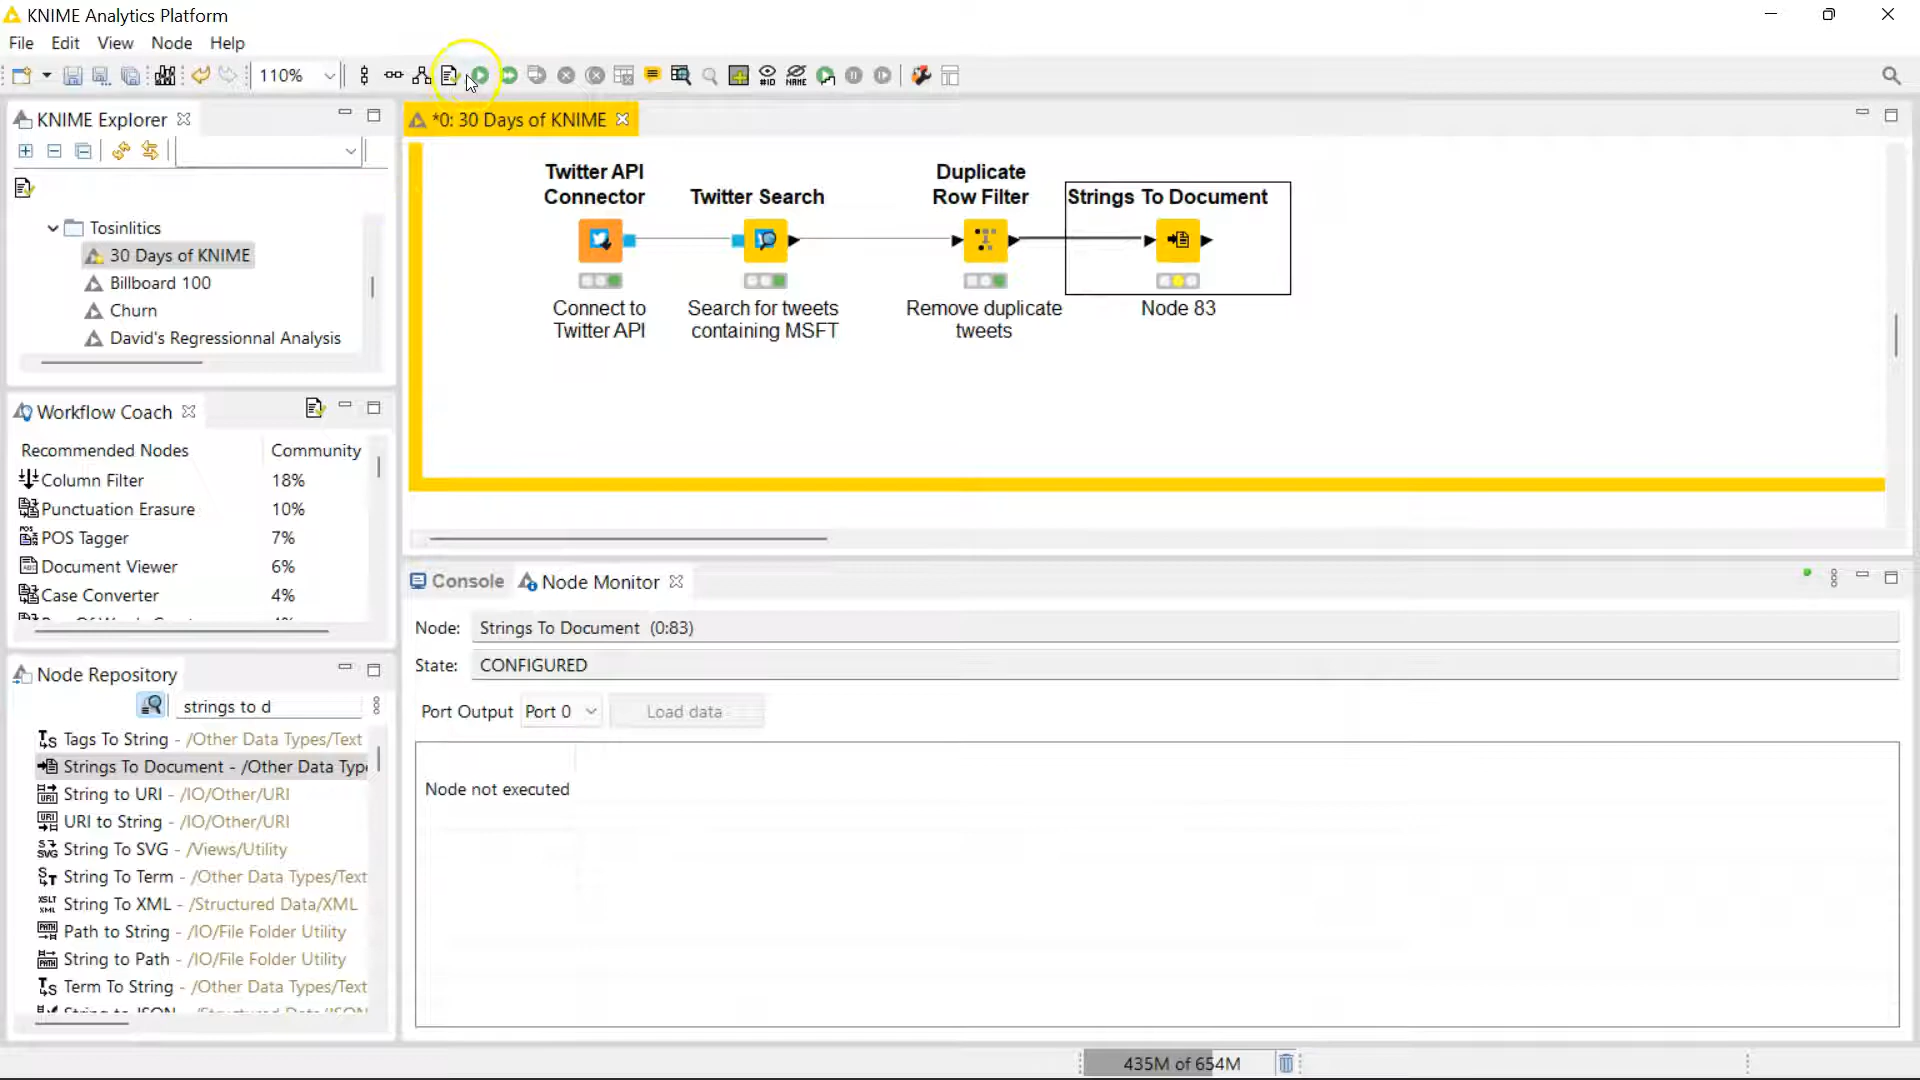 KNIME Analytics Platform
File Edit View Node Help
110%
#ID
NAME
KNIME Explorer
*0: 30 Days of KNIME
Tosinlitics
30 Days of KNIME
Billboard 100
Churn
David's Regressionnal Analysis
Twitter API
Connector
Twitter Search
Duplicate
Row Filter
Strings To Document
Connect to
Twitter API
Search for tweets
containing MSFT
Remove duplicate
tweets
Node 83
Workflow Coach
Recommended Nodes Community
Column Filter 18%
Punctuation Erasure 10%
POS Tagger 7%
Document Viewer 6%
Case Converter 4%
Console Node Monitor
Node: Strings To Document (0:83)
State: CONFIGURED
Port Output Port 0 Load data
Node not executed
Node Repository
strings to d
Tags To String - /Other Data Types/Text
Strings To Document - /Other Data Type
String to URI - /IO/Other/URI
URI to String - /IO/Other/URI
String To SVG - /Views/Utility
String To Term - /Other Data Types/Text
String To XML - /Structured Data/XML
Path to String - /IO/File Folder Utility
String to Path - /IO/File Folder Utility
Term To String - /Other Data Types/Text
435M of 654M